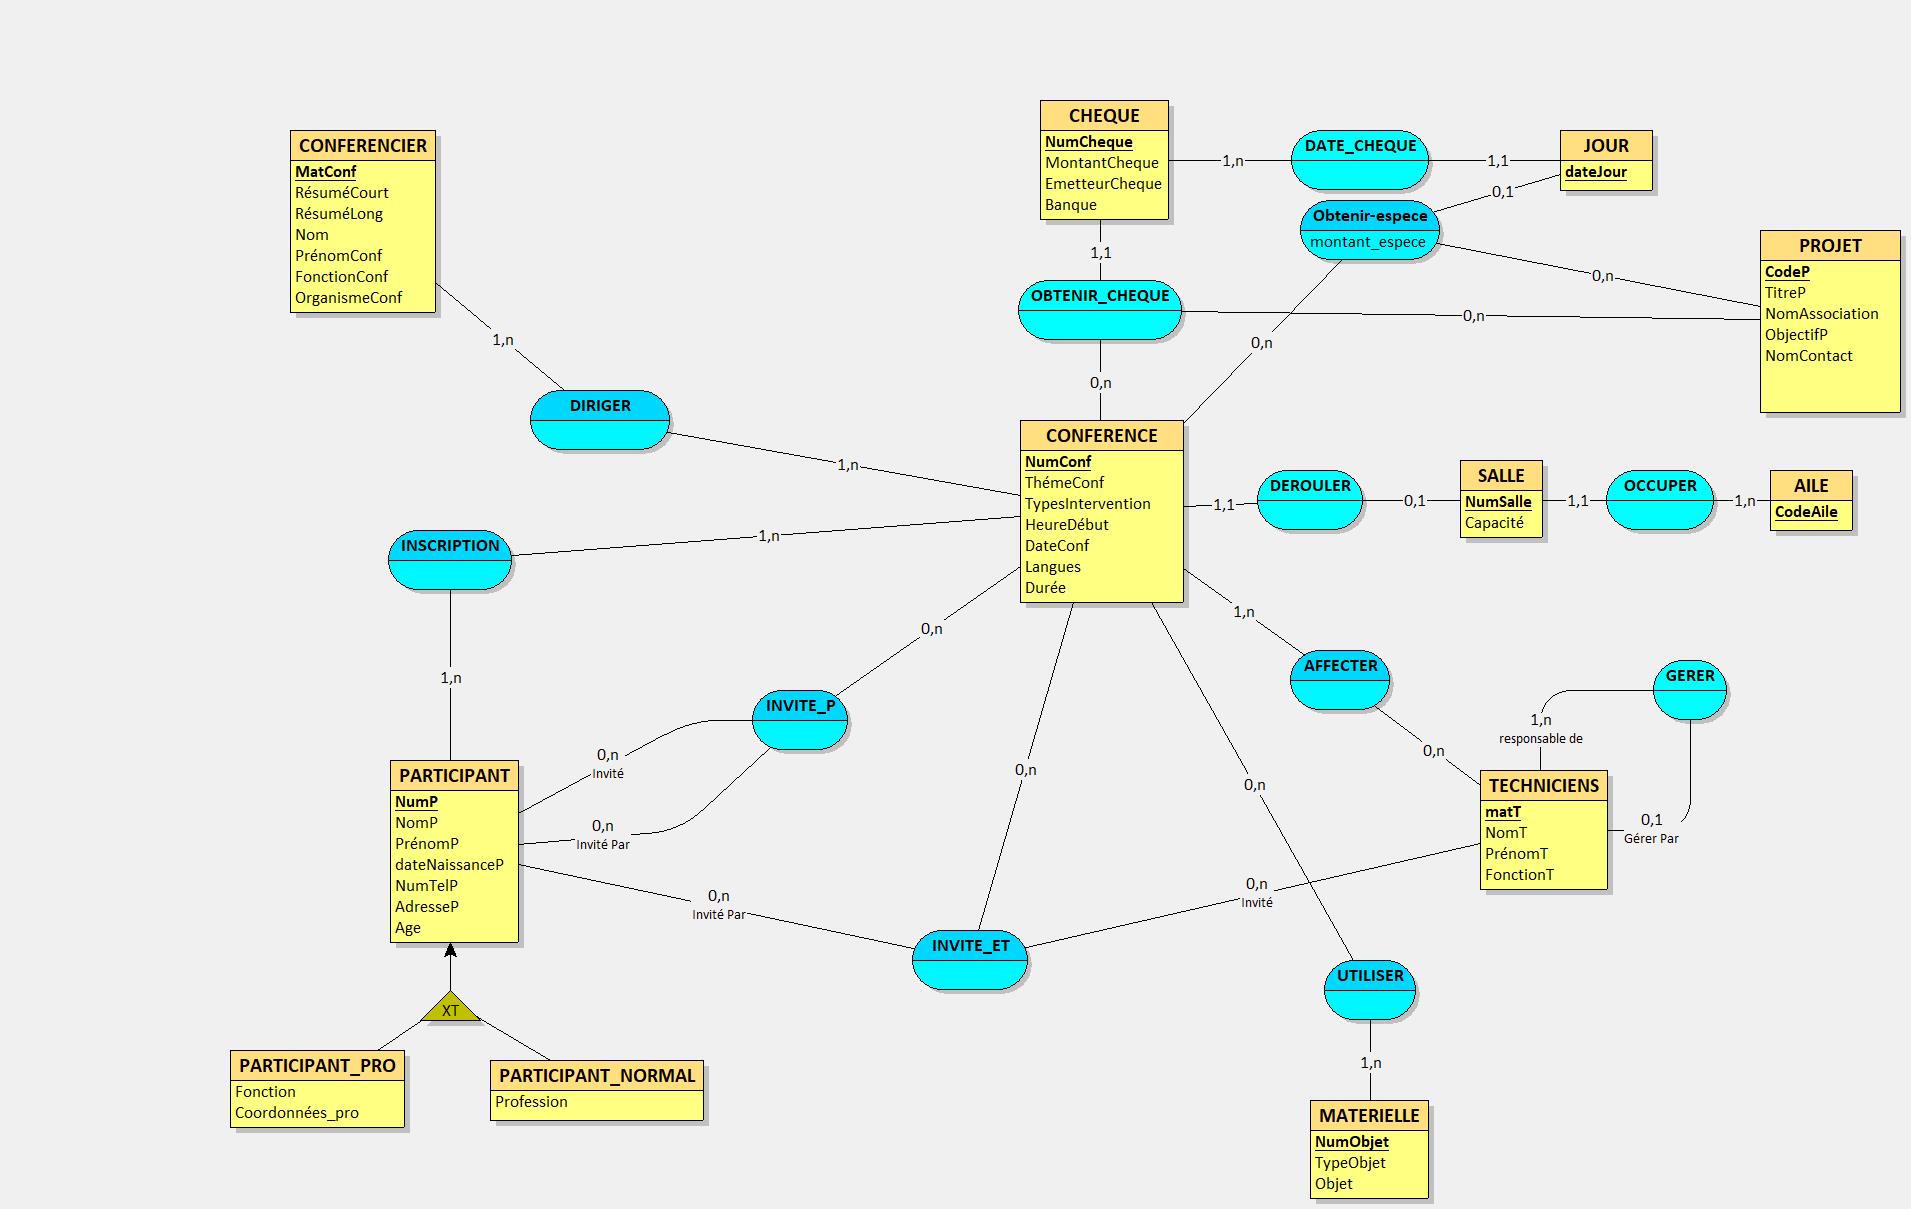 CONFERENCIER
MatConf
RésuméCourt
RésuméLong
Nom
PrénomConf
FonctionConf
OrganismeConf
CHEQUE
NumCheque
MontantCheque
EmetteurCheque
Banque
1,n
DATE_CHEQUE
1,1
JOUR
dateJour
0,1
Obtenir-espece
montant_espece
0,n
PROJET
CodeP
TitreP
NomAssociation
ObjectifP
NomContact
1,1
OBTENIR_CHEQUE
0,n
0,n
0,n
1,n
DIRIGER
1,n
CONFERENCE
NumConf
ThémeConf
TypesIntervention
HeureDébut
DateConf
Langues
Durée
1,1
DEROULER
0,1
SALLE
NumSalle
Capacité
1,1
OCCUPER
1,n
AILE
CodeAile
INSCRIPTION
1,n
1,n
0,n
INVITE_P
0,n
Invité
0,n
Invité Par
1,n
AFFECTER
0,n
GERER
1,n
responsable de
0,1
Gérer Par
TECHNICIENS
matT
NomT
PrénomT
FonctionT
PARTICIPANT
NumP
NomP
PrénomP
dateNaissanceP
NumTelP
AdresseP
Age
0,n
Invité Par
0,n
0,n
Invité
INVITE_ET
0,n
UTILISER
1,n
XT
PARTICIPANT_PRO
Fonction
Coordonnées_pro
PARTICIPANT_NORMAL
Profession
MATERIELLE
NumObjet
TypeObjet
Objet